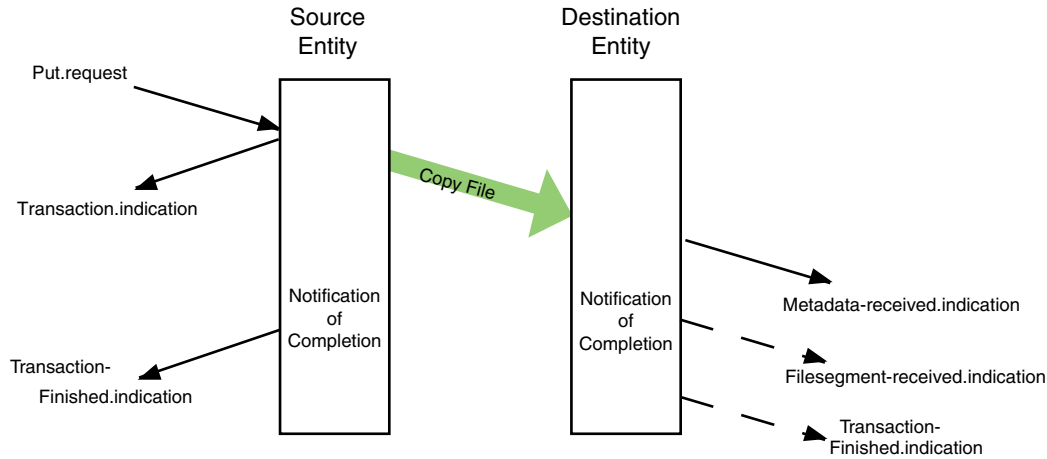 Source
Entity
Destination
Entity
Put.request
Transaction.indication
Copy File
Metadata-received.indication
Notification
of
Completion
Notification
of
Completion
Transaction-
Finished.indication
Filesegment-received.indication
Transaction-
Finished.indication